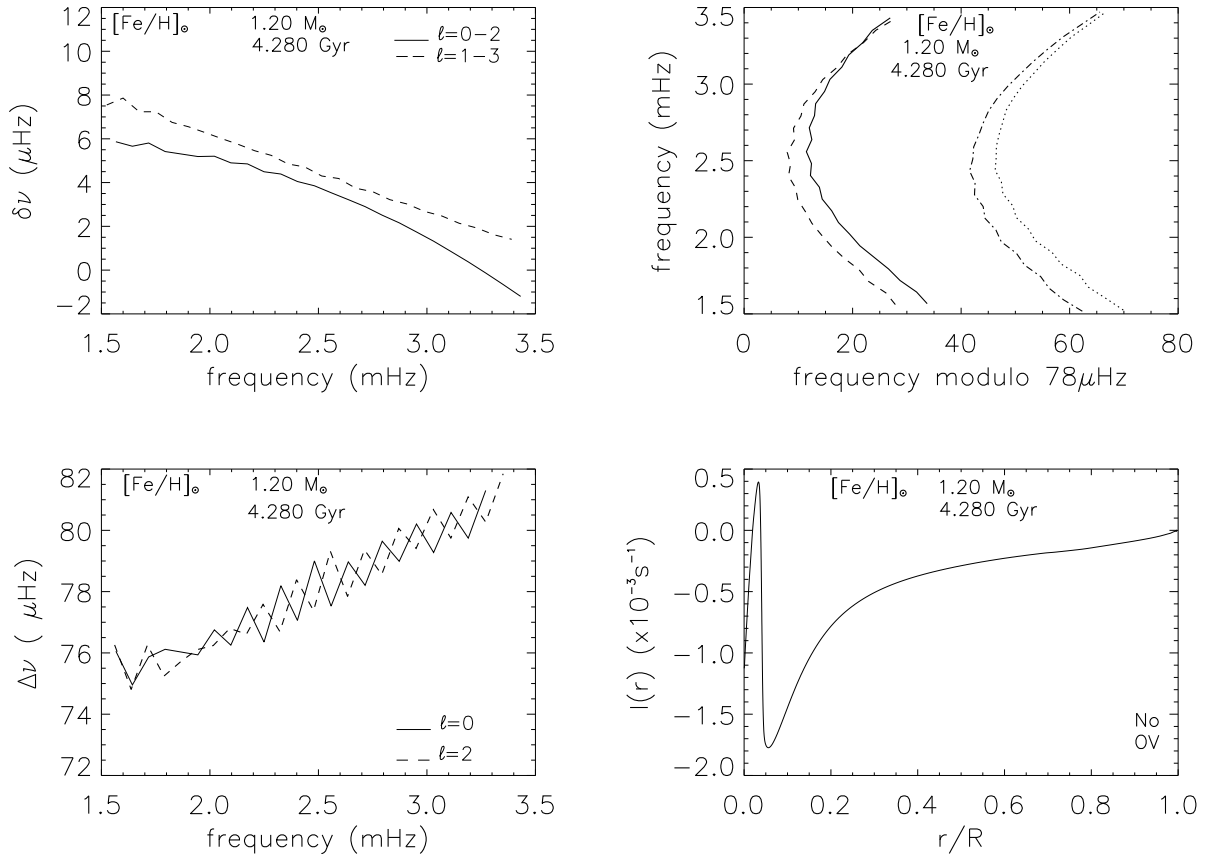 [Fe/H]⊙ 1.20 M⊙
4.280 Gyr
ℓ=0−2
ℓ=1−3
12
10
8
6
4
2
0
−2
δν (μHz)
1.5 2.0 2.5 3.0 3.5
frequency (mHz)
[Fe/H]⊙
1.20 M⊙
4.280 Gyr
3.5
3.0
2.5
2.0
1.5
frequency (mHz)
0 20 40 60 80
frequency modulo 78μHz
[Fe/H]⊙ 1.20 M⊙
4.280 Gyr
82
80
78
76
74
72
Δν ( μHz)
ℓ=0
ℓ=2
1.5 2.0 2.5 3.0 3.5
frequency (mHz)
[Fe/H]⊙ 1.20 M⊙
4.280 Gyr
0.5
0.0
−0.5
−1.0
−1.5
−2.0
I(r) (x10⁻³s⁻¹)
No
OV
0.0 0.2 0.4 0.6 0.8 1.0
r/R